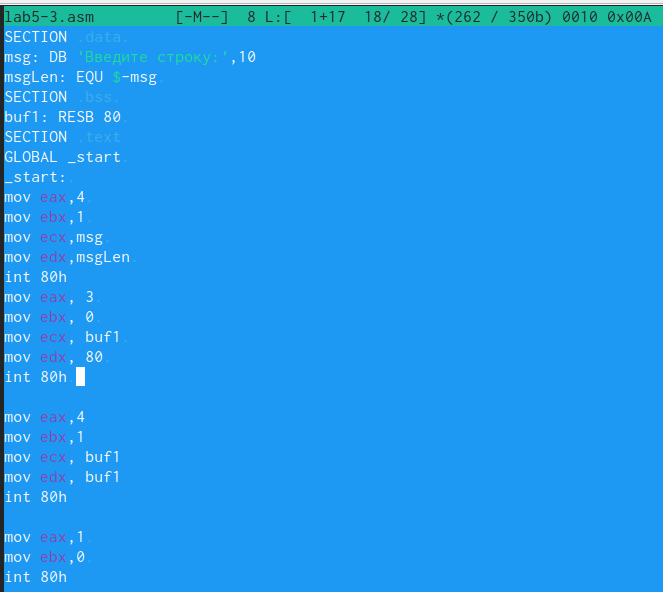 lab5-3.asm [-M--] 8 L:[ 1+17 18/ 28] *(262 / 350b) 0010 0x00A
SECTION .data.
msg: DB 'Введите строку:',10
msgLen: EQU $-msg.
SECTION .bss.
buf1: RESB 80.
SECTION .text.
GLOBAL _start.
_start:.
mov eax,4.
mov ebx,1.
mov ecx,msg.
mov edx,msgLen.
int 80h
mov eax, 3.
mov ebx, 0.
mov ecx, buf1.
mov edx, 80.
int 80h.
mov eax,4
mov ebx,1
mov ecx, buf1
mov edx, buf1
int 80h
mov eax,1.
mov ebx,0.
int 80h